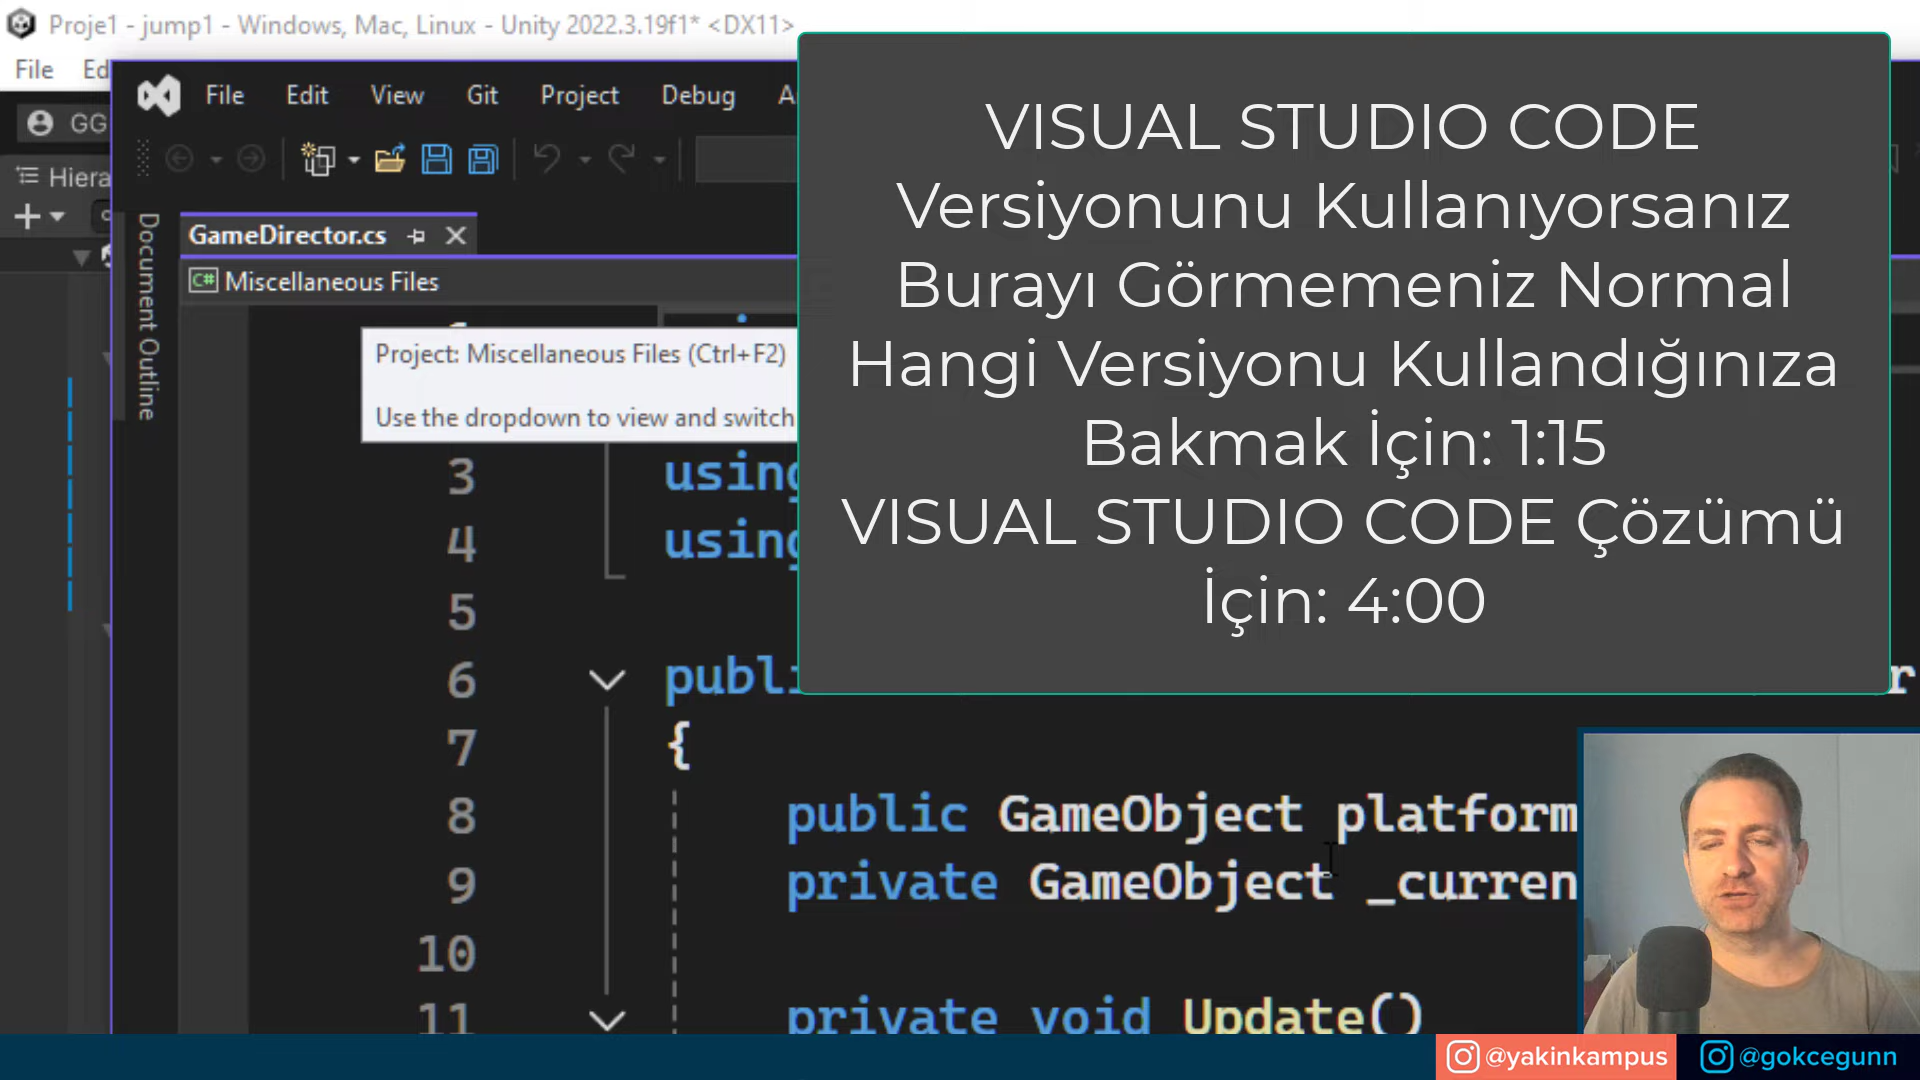 Proje1 - jump1 - Windows, Mac, Linux - Unity 2022.3.19f1* <DX11>
File
File Edit View Git Project Debug
GG
Hiera
Document Outline
GameDirector.cs
C# Miscellaneous Files
Project: Miscellaneous Files (Ctrl+F2)
Use the dropdown to view and switch
VISUAL STUDIO CODE
Versiyonunu Kullanıyorsanız
Burayı Görmemeniz Normal
Hangi Versiyonu Kullandığınıza
Bakmak İçin: 1:15
VISUAL STUDIO CODE Çözümü
İçin: 4:00
3 using
4 using
5
6 publi
7 {
8 public GameObject platform
9 private GameObject _curren
10
11 private void Update()
@yakinkampus
@gokcegunn